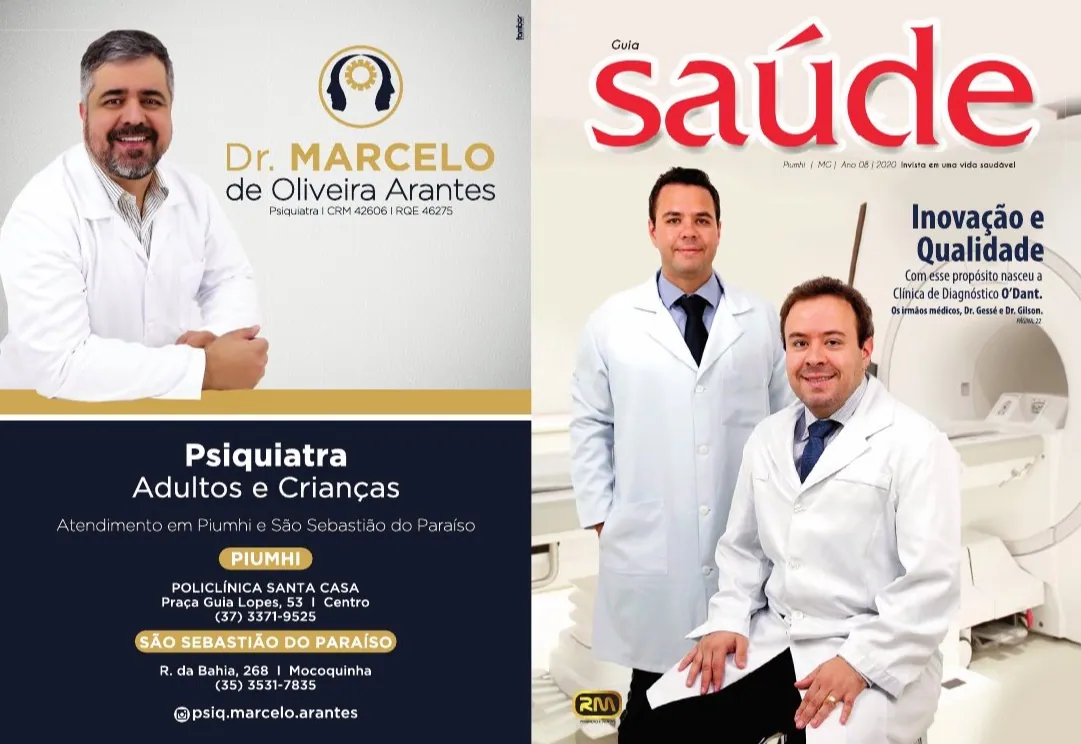 Dr. MARCELO
de Oliveira Arantes
Psiquiatra | CRM 42606 | RQE 46275
Psiquiatra
Adultos e Crianças
Atendimento em Piumhi e São Sebastião do Paraíso
PIUMHI
POLICLÍNICA SANTA CASA
Praça Guia Lopes, 53 | Centro
(37) 3371-9525
SÃO SEBASTIÃO DO PARAÍSO
R. da Bahia, 268 | Mocoquinha
(35) 3531-7835
@psiq.marcelo.arantes
Guia
saúde
Piumhi | MG | Ano 08 | 2020 Invista em uma vida saudável
Inovação e
Qualidade
Com esse propósito nasceu a
Clínica de Diagnóstico O'Dant.
Os irmãos médicos, Dr. Gessé e Dr. Gilson.
PÁGINA 22
RM